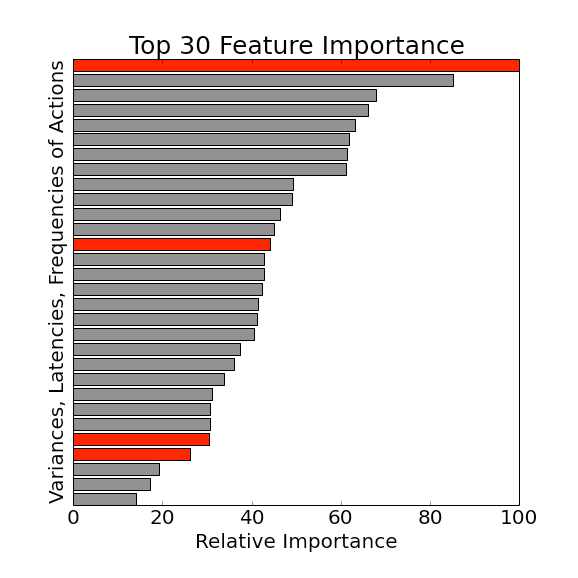 Top 30 Feature Importance
Variances, Latencies, Frequencies of Actions
0 20 40 60 80 100
Relative Importance